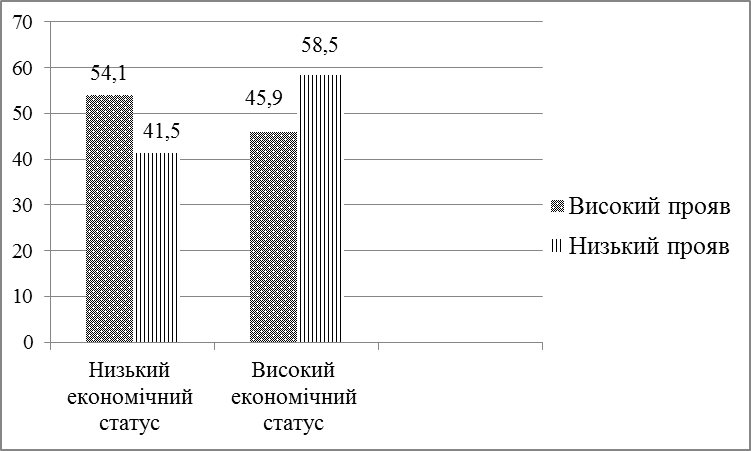 70
60
50
40
30
20
10
0
54,1
41,5
45,9
58,5
Низький
економічний
статус
Високий
економічний
статус
Високий прояв
Низький прояв